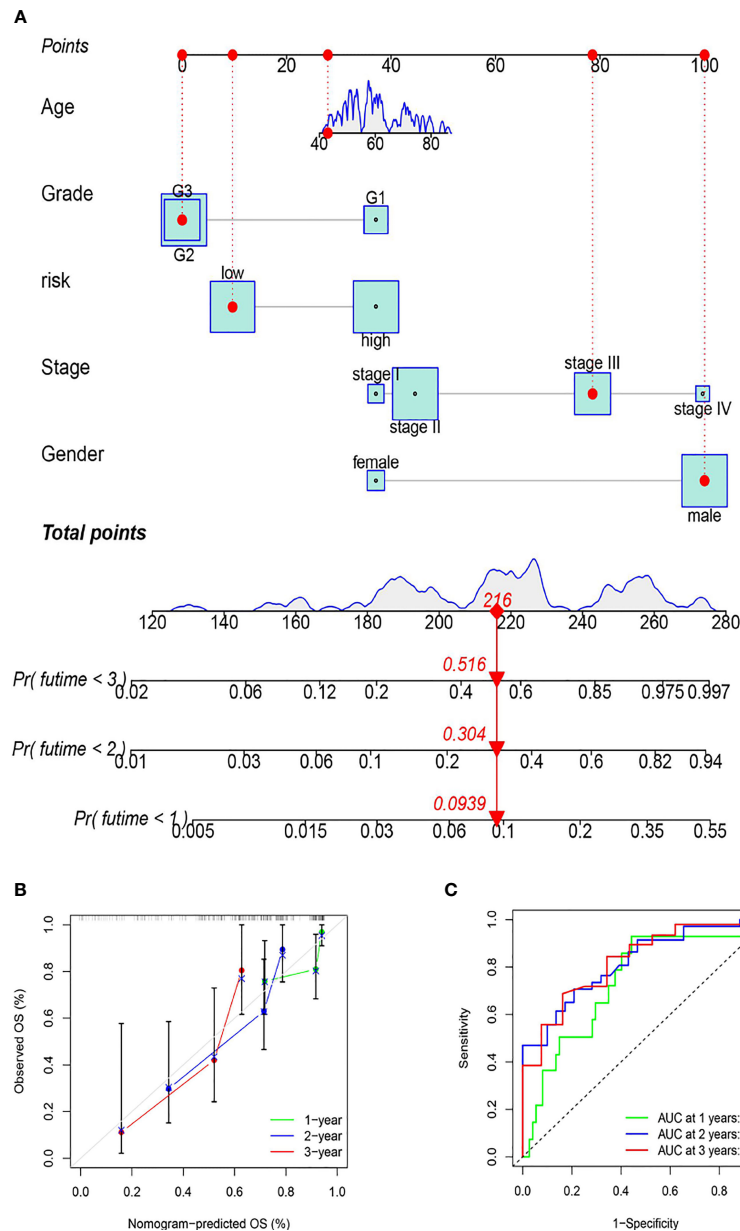 A
Points
0 20 40 60 80 100
Age
40 60 80
Grade
G3 G1
G2
risk
low
high
Stage
stage I stage III
stage II stage IV
Gender
female
male
Total points
216
120 140 160 180 200 220 240 260 280
0.516
Pr( futime < 3 )
0.02 0.06 0.12 0.2 0.4 0.6 0.85 0.975 0.997
0.304
Pr( futime < 2 )
0.01 0.03 0.06 0.1 0.2 0.4 0.6 0.82 0.94
0.0939
Pr( futime < 1 )
0.005 0.015 0.03 0.06 0.1 0.2 0.35 0.55
B
Observed OS (%)
1.0
0.8
0.6
0.4
0.2
0.0
1-year
2-year
3-year
0.0 0.2 0.4 0.6 0.8 1.0
Nomogram-predicted OS (%)
C
Sensitivity
1.0
0.8
0.6
0.4
0.2
0.0
AUC at 1 years:
AUC at 2 years:
AUC at 3 years:
0.0 0.2 0.4 0.6 0.8
1-Specificity